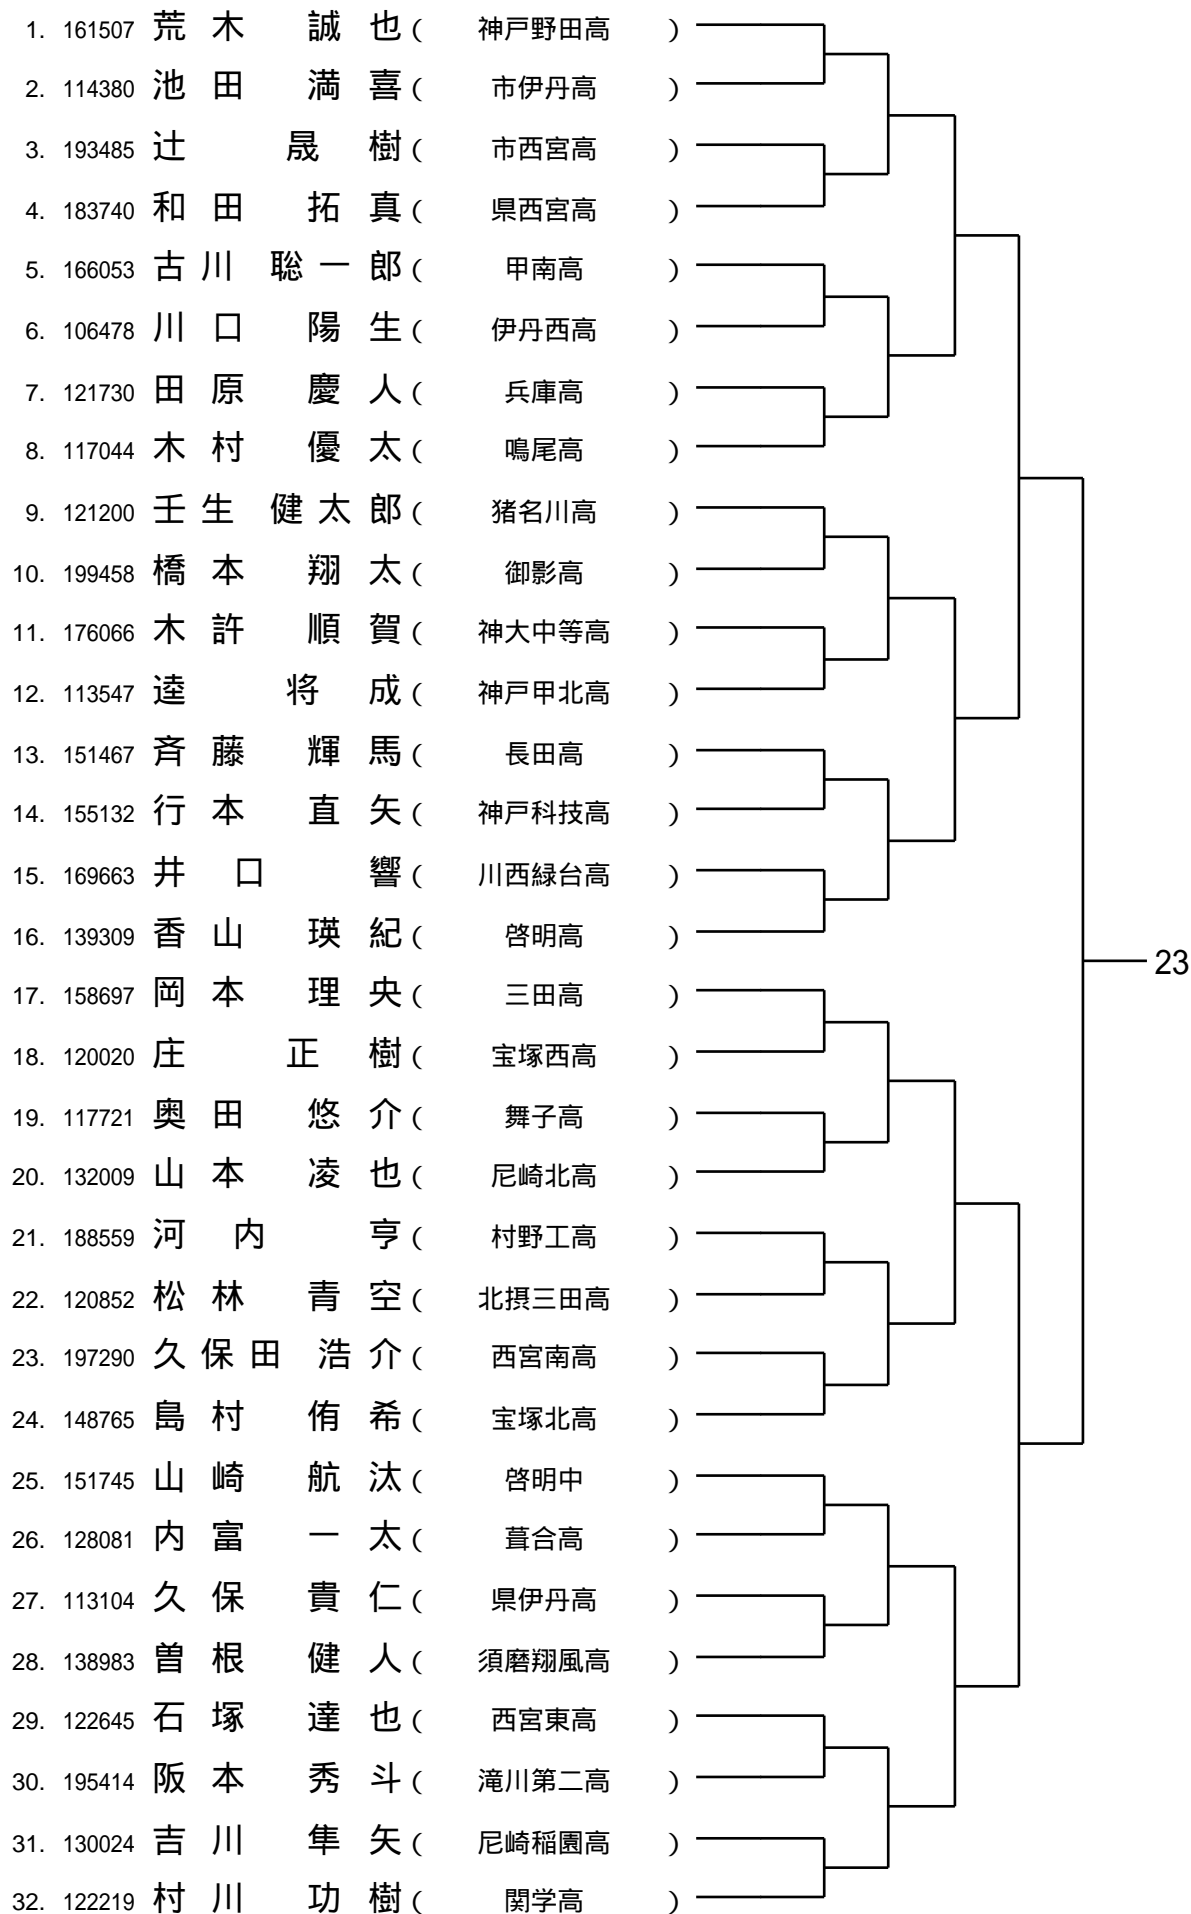 1. 161507 荒木 誠也 ( 神戸野田高 )
2. 114380 池田 満喜 ( 市伊丹高 )
3. 193485 辻 晟樹 ( 市西宮高 )
4. 183740 和田 拓真 ( 県西宮高 )
5. 166053 古川 聡一郎 ( 甲南高 )
6. 106478 川口 陽生 ( 伊丹西高 )
7. 121730 田原 慶人 ( 兵庫高 )
8. 117044 木村 優太 ( 鳴尾高 )
9. 121200 壬生 健太郎 ( 猪名川高 )
10. 199458 橋本 翔太 ( 御影高 )
11. 176066 木許 順賀 ( 神大中等高 )
12. 113547 逵 将成 ( 神戸甲北高 )
13. 151467 斉藤 輝馬 ( 長田高 )
14. 155132 行本 直矢 ( 神戸科技高 )
15. 169663 井口 響 ( 川西緑台高 )
16. 139309 香山 瑛紀 ( 啓明高 )
23
17. 158697 岡本 理央 ( 三田高 )
18. 120020 庄 正樹 ( 宝塚西高 )
19. 117721 奥田 悠介 ( 舞子高 )
20. 132009 山本 凌也 ( 尼崎北高 )
21. 188559 河内 亨 ( 村野工高 )
22. 120852 松林 青空 ( 北摂三田高 )
23. 197290 久保田 浩介 ( 西宮南高 )
24. 148765 島村 侑希 ( 宝塚北高 )
25. 151745 山崎 航汰 ( 啓明中 )
26. 128081 内富 一太 ( 葺合高 )
27. 113104 久保 貴仁 ( 県伊丹高 )
28. 138983 曽根 健人 ( 須磨翔風高 )
29. 122645 石塚 達也 ( 西宮東高 )
30. 195414 阪本 秀斗 ( 滝川第二高 )
31. 130024 吉川 隼矢 ( 尼崎稲園高 )
32. 122219 村川 功樹 ( 関学高 )